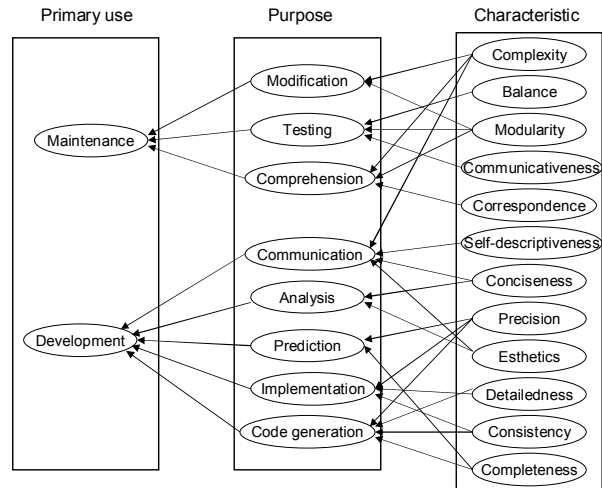 Primary use
Purpose
Characteristic
Maintenance
Development
Modification
Testing
Comprehension
Communication
Analysis
Prediction
Implementation
Code generation
Complexity
Balance
Modularity
Communicativeness
Correspondence
Self-descriptiveness
Conciseness
Precision
Esthetics
Detailedness
Consistency
Completeness